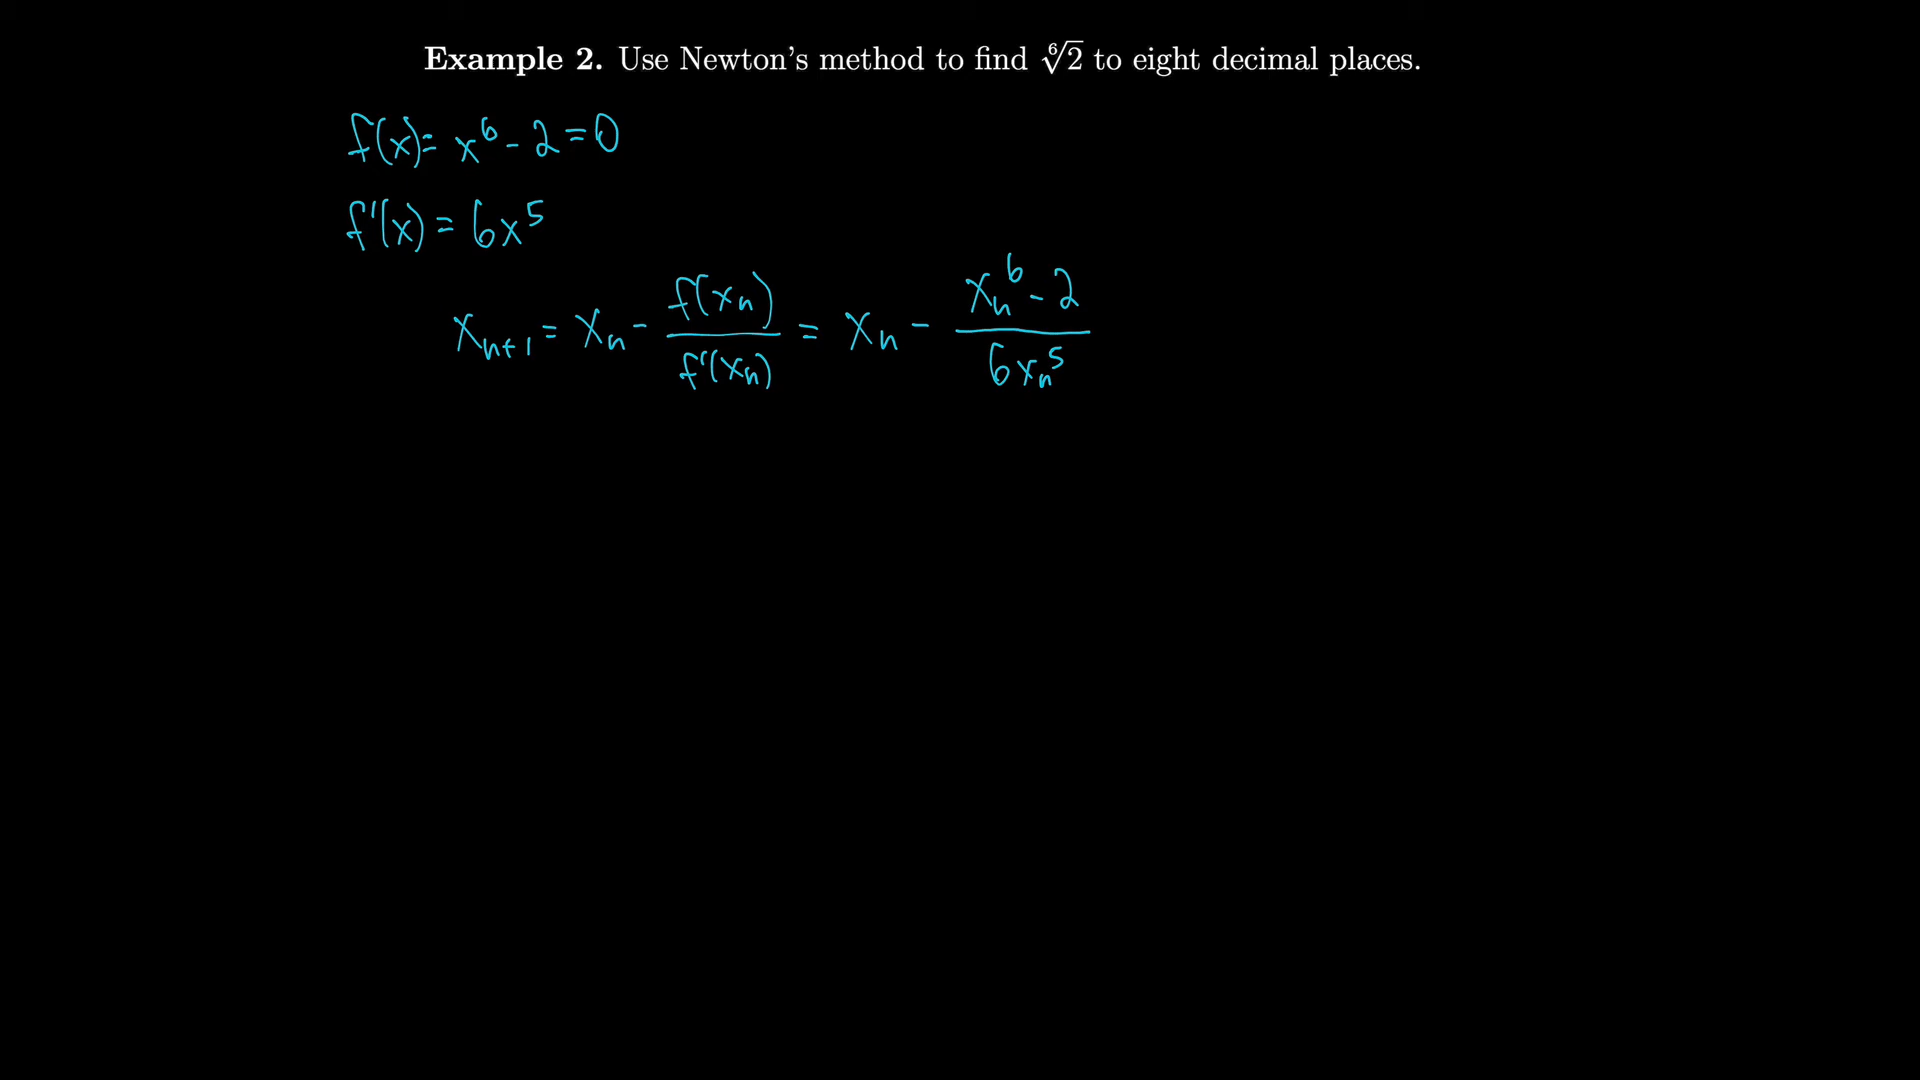 Example 2. Use Newton's method to find ⁶√2 to eight decimal places.
f(x) = x⁶ - 2 = 0
f'(x) = 6x⁵
xₙ₊₁ = xₙ - f(xₙ)/f'(xₙ) = xₙ - (xₙ⁶ - 2)/(6xₙ⁵)